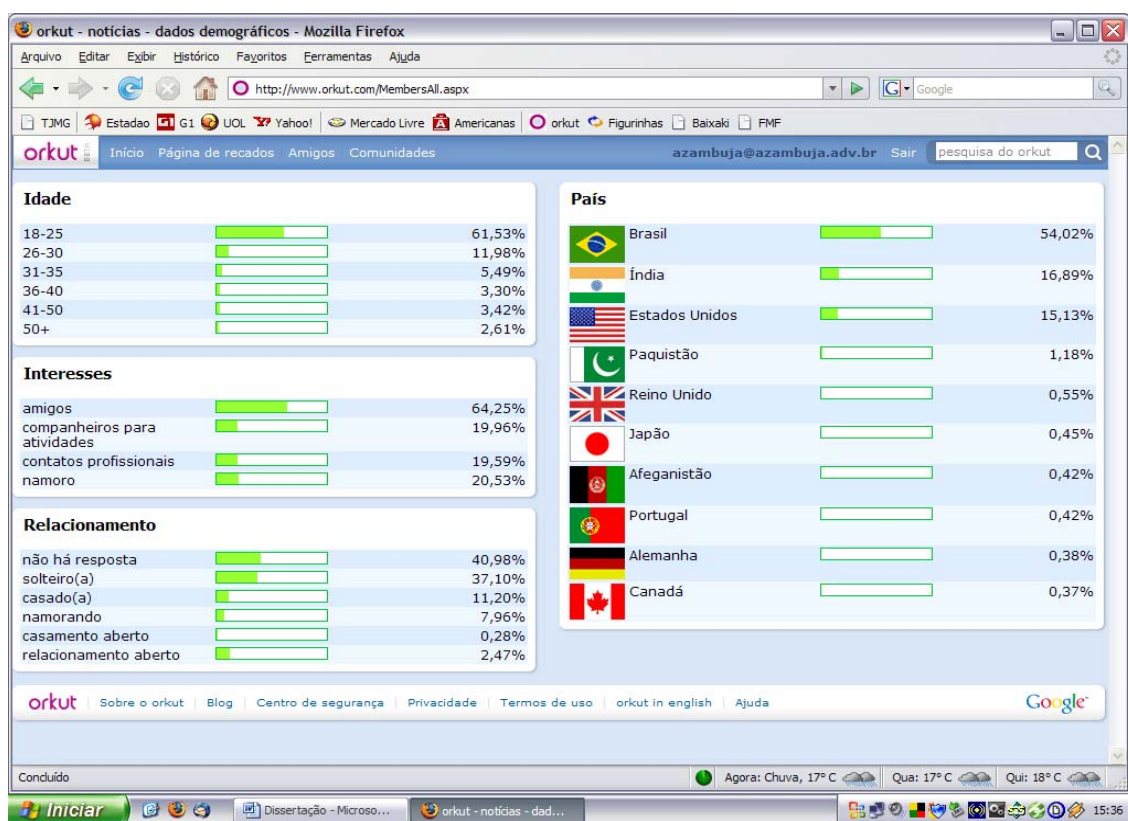 orkut - notícias - dados demográficos - Mozilla Firefox
Arquivo Editar Exibir Histórico Favoritos Ferramentas Ajuda
http://www.orkut.com/MembersAll.aspx
G Google
TJMG Estadao G1 UOL Yahoo! Mercado Livre Americanas orkut Figurinhas Baixaki FMF
orkut BETA Início Página de recados Amigos Comunidades azambuja@azambuja.adv.br Sair pesquisa do orkut
Idade
18-25 61,53%
26-30 11,98%
31-35 5,49%
36-40 3,30%
41-50 3,42%
50+ 2,61%
Interesses
amigos 64,25%
companheiros para 19,96%
atividades
contatos profissionais 19,59%
namoro 20,53%
Relacionamento
não há resposta 40,98%
solteiro(a) 37,10%
casado(a) 11,20%
namorando 7,96%
casamento aberto 0,28%
relacionamento aberto 2,47%
País
Brasil 54,02%
Índia 16,89%
Estados Unidos 15,13%
Paquistão 1,18%
Reino Unido 0,55%
Japão 0,45%
Afeganistão 0,42%
Portugal 0,42%
Alemanha 0,38%
Canadá 0,37%
orkut Sobre o orkut Blog Centro de segurança Privacidade Termos de uso orkut in english Ajuda Google
Concluído Agora: Chuva, 17° C Qua: 17° C Qui: 18° C
Iniciar Dissertação - Microso... orkut - notícias - dad... 15:36